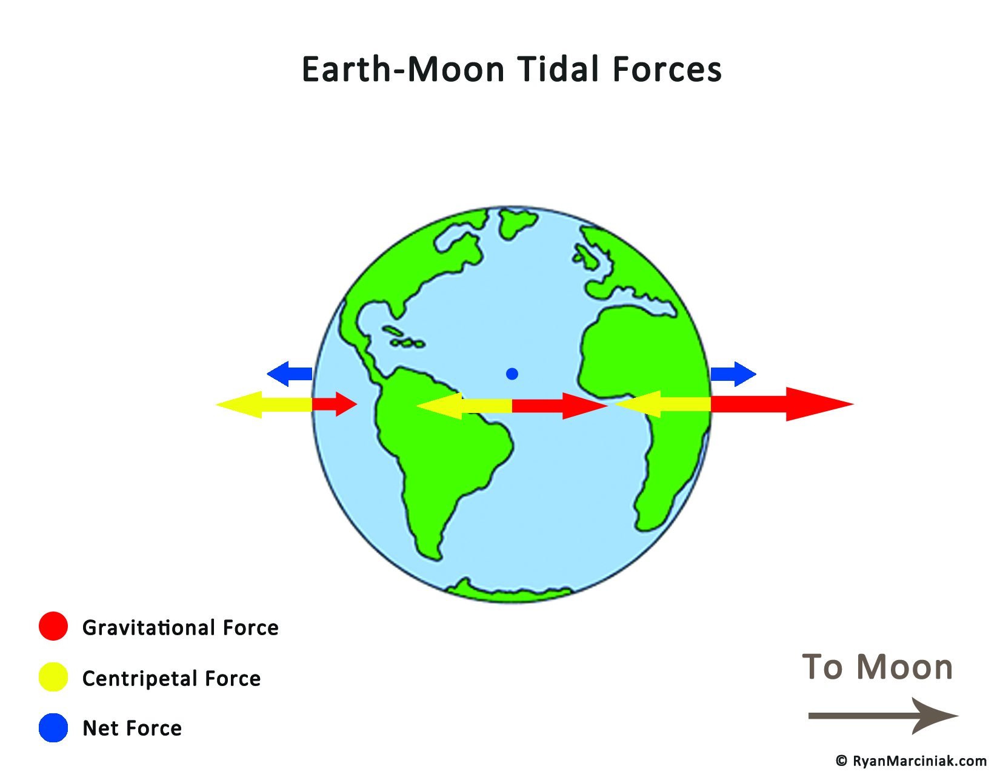 Earth-Moon Tidal Forces
Gravitational Force
Centripetal Force
Net Force
To Moon
© RyanMarciniak.com